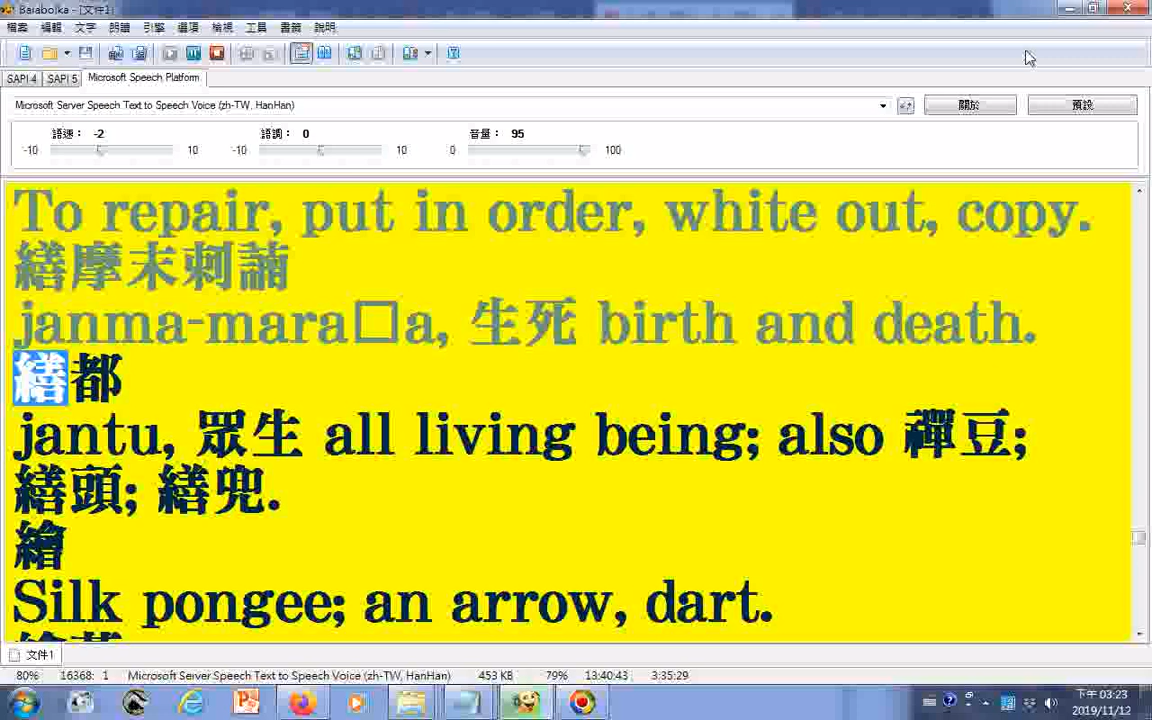 Balabolka - [文件1]
檔案 編輯 文字 朗讀 引擎 選項 檢視 工具 書籤 說明
SAPI 4 SAPI 5 Microsoft Speech Platform
Microsoft Server Speech Text to Speech Voice (zh-TW, HanHan) 關於 預設
語速： -2 語調： 0 音量： 95
-10 10 -10 10 0 100
To repair, put in order, white out, copy.
繕摩末剌諵
janma-mara□a, 生死 birth and death.
繕都
jantu, 眾生 all living being; also 禪豆;
繕頭; 繕兜.
繒
Silk pongee; an arrow, dart.
文件1
80% 16368: 1 Microsoft Server Speech Text to Speech Voice (zh-TW, HanHan) 453 KB 79% 13:40:43 3:35:29
下午 03:23
2019/11/12